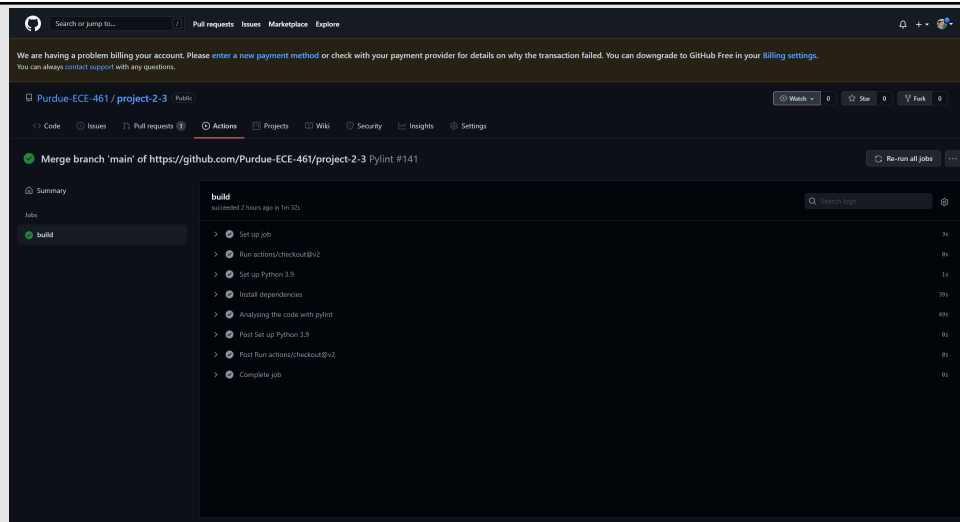 Search or jump to... /
Pull requests Issues Marketplace Explore
We are having a problem billing your account. Please enter a new payment method or check with your payment provider for details on why the transaction failed. You can downgrade to GitHub Free in your Billing settings.
You can always contact support with any questions.
Purdue-ECE-461 / project-2-3 Public
Watch 0 Star 0 Fork 0
Code Issues Pull requests 1 Actions Projects Wiki Security Insights Settings
Merge branch 'main' of https://github.com/Purdue-ECE-461/project-2-3 Pylint #141
Re-run all jobs
Summary
Jobs
build
build
succeeded 2 hours ago in 1m 32s
Search logs
Set up job 3s
Run actions/checkout@v2 0s
Set up Python 3.9 1s
Install dependencies 39s
Analysing the code with pylint 49s
Post Set up Python 3.9 0s
Post Run actions/checkout@v2 0s
Complete job 0s